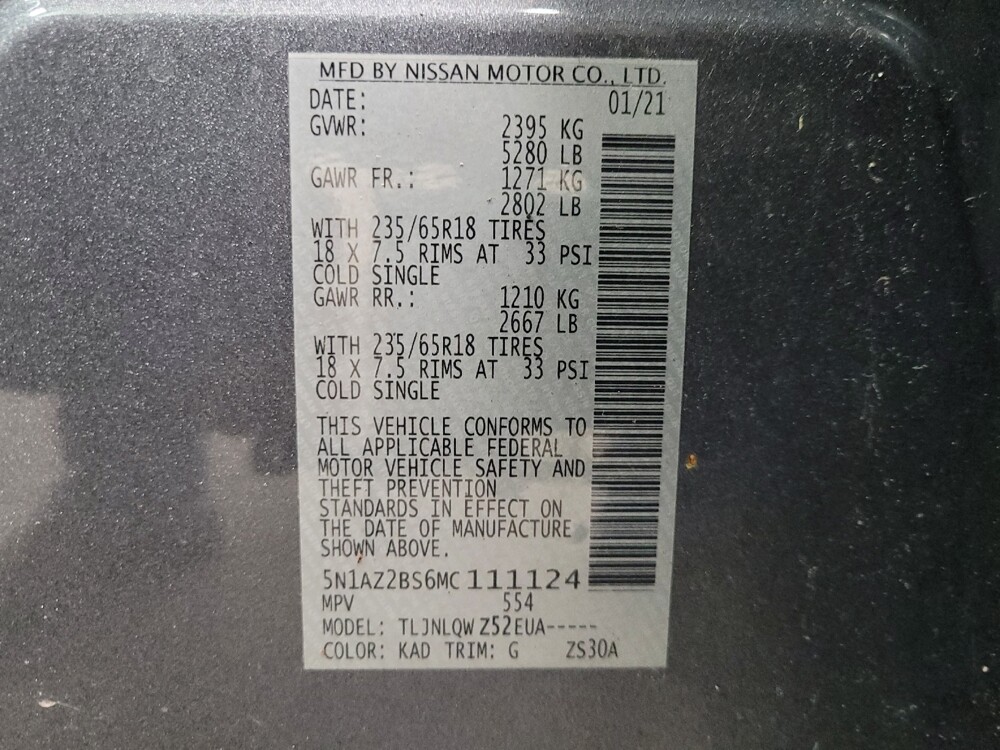 MFD BY NISSAN MOTOR CO., LTD.
DATE: 01/21
GVWR: 2395 KG
5280 LB
GAWR FR.: 1271 KG
2802 LB
WITH 235/65R18 TIRES
18 X 7.5 RIMS AT 33 PSI
COLD SINGLE
GAWR RR.: 1210 KG
2667 LB
WITH 235/65R18 TIRES
18 X 7.5 RIMS AT 33 PSI
COLD SINGLE
THIS VEHICLE CONFORMS TO
ALL APPLICABLE FEDERAL
MOTOR VEHICLE SAFETY AND
THEFT PREVENTION
STANDARDS IN EFFECT ON
THE DATE OF MANUFACTURE
SHOWN ABOVE.
5N1AZ2BS6MC111124
MPV 554
MODEL: TLJNLQW Z52EUA-----
COLOR: KAD TRIM: G ZS30A